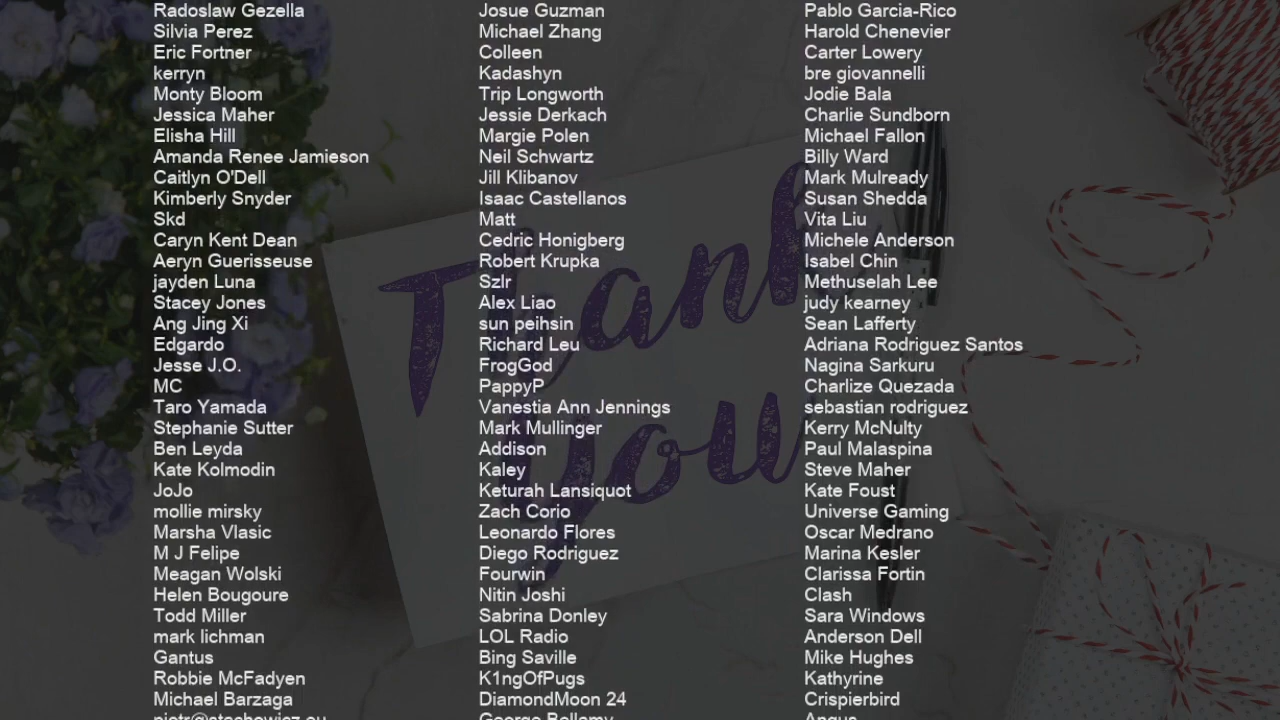 Radoslaw Gezella
Silvia Perez
Eric Fortner
kerryn
Monty Bloom
Jessica Maher
Elisha Hill
Amanda Renee Jamieson
Caitlyn O'Dell
Kimberly Snyder
Skd
Caryn Kent Dean
Aeryn Guerisseuse
jayden Luna
Stacey Jones
Ang Jing Xi
Edgardo
Jesse J.O.
MC
Taro Yamada
Stephanie Sutter
Ben Leyda
Kate Kolmodin
JoJo
mollie mirsky
Marsha Vlasic
M J Felipe
Meagan Wolski
Helen Bougoure
Todd Miller
mark lichman
Gantus
Robbie McFadyen
Michael Barzaga
piotr@stachowicz.eu
Josue Guzman
Michael Zhang
Colleen
Kadashyn
Trip Longworth
Jessie Derkach
Margie Polen
Neil Schwartz
Jill Klibanov
Isaac Castellanos
Matt
Cedric Honigberg
Robert Krupka
Szlr
Alex Liao
sun peihsin
Richard Leu
FrogGod
PappyP
Vanestia Ann Jennings
Mark Mullinger
Addison
Kaley
Keturah Lansiquot
Zach Corio
Leonardo Flores
Diego Rodriguez
Fourwin
Nitin Joshi
Sabrina Donley
LOL Radio
Bing Saville
K1ngOfPugs
DiamondMoon 24
George Bellamy
Pablo Garcia-Rico
Harold Chenevier
Carter Lowery
bre giovannelli
Jodie Bala
Charlie Sundborn
Michael Fallon
Billy Ward
Mark Mulready
Susan Shedda
Vita Liu
Michele Anderson
Isabel Chin
Methuselah Lee
judy kearney
Sean Lafferty
Adriana Rodriguez Santos
Nagina Sarkuru
Charlize Quezada
sebastian rodriguez
Kerry McNulty
Paul Malaspina
Steve Maher
Kate Foust
Universe Gaming
Oscar Medrano
Marina Kesler
Clarissa Fortin
Clash
Sara Windows
Anderson Dell
Mike Hughes
Kathyrine
Crispierbird
Angus
Thank
you